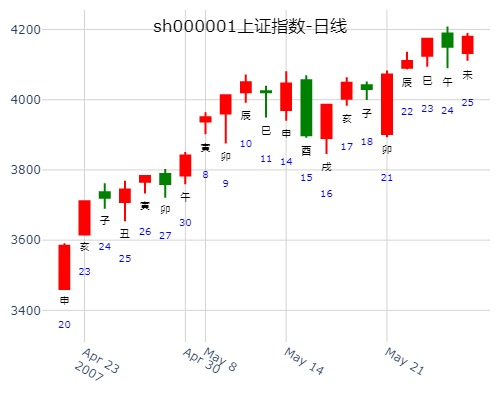 sh000001上证指数-日线
4200
4000
3800
3600
3400
申
20
亥
23
子
24
丑
25
寅
26
卯
27
午
30
寅
8
卯
9
辰
10
巳
11
申
14
酉
15
戌
16
亥
17
子
18
卯
21
辰
22
巳
23
午
24
未
25
Apr 23
2007
Apr 30
May 8
May 14
May 21